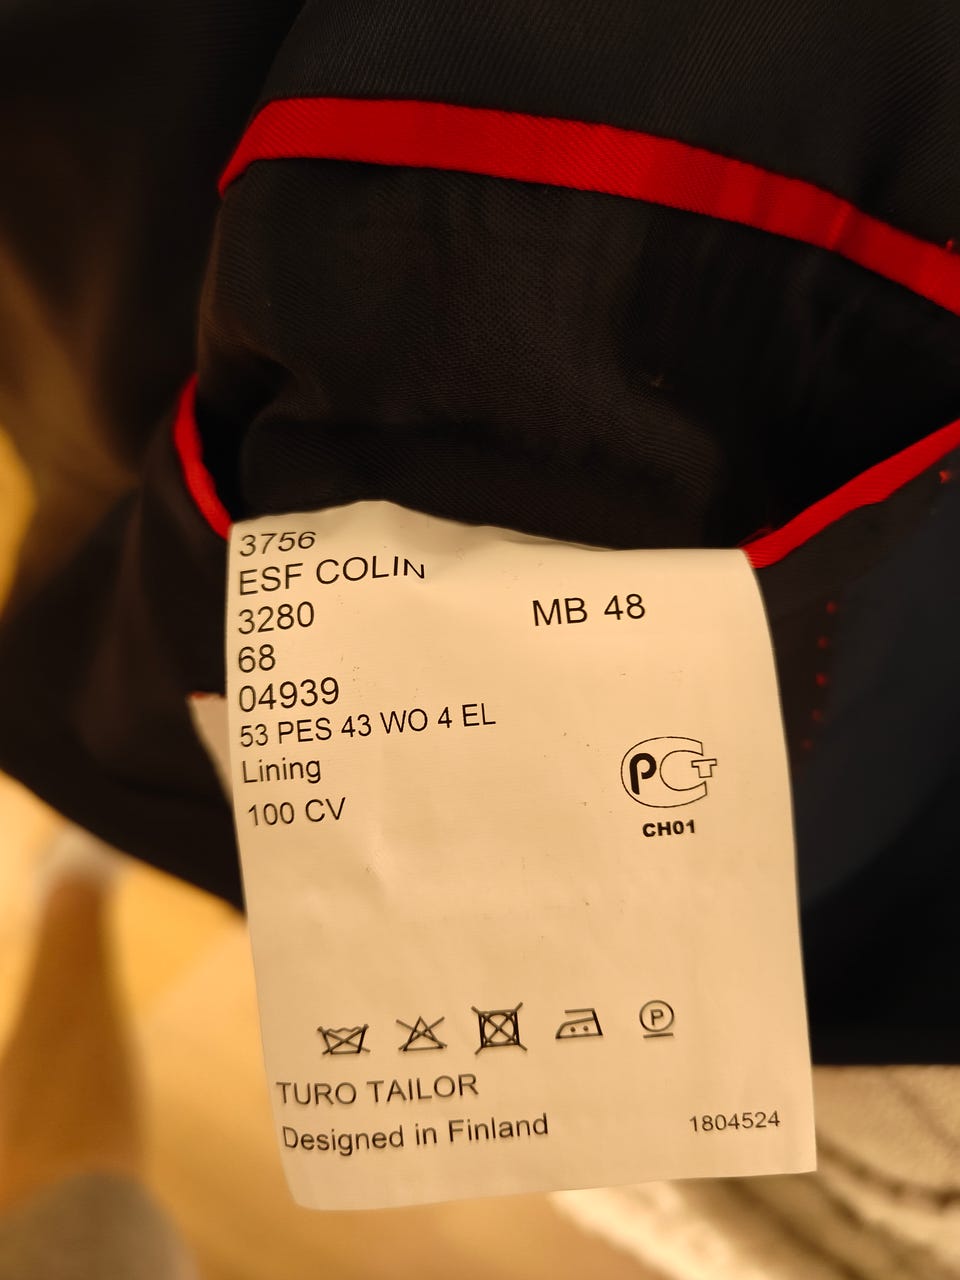 3756
ESF COLIN
3280 MB 48
68
04939
53 PES 43 WO 4 EL
Lining
100 CV
PCT
CH01
P
TURO TAILOR
Designed in Finland 1804524